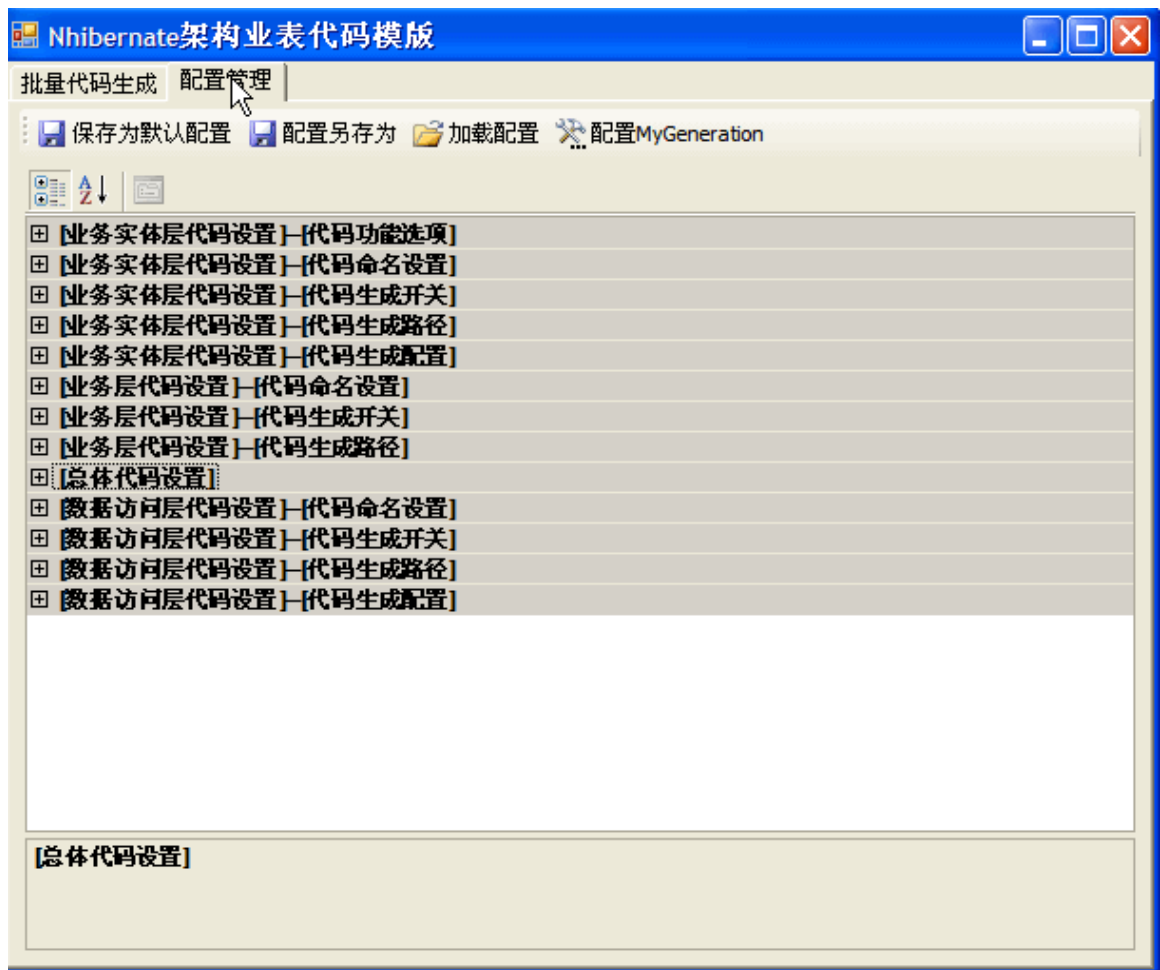 Nhibernate架构业表代码模版
批量代码生成 配置管理
保存为默认配置 配置另存为 加载配置 配置MyGeneration
[业务实体层代码设置]-[代码功能选项]
[业务实体层代码设置]-[代码命名设置]
[业务实体层代码设置]-[代码生成开关]
[业务实体层代码设置]-[代码生成路径]
[业务实体层代码设置]-[代码生成配置]
[业务层代码设置]-[代码命名设置]
[业务层代码设置]-[代码生成开关]
[业务层代码设置]-[代码生成路径]
[总体代码设置]
[数据访问层代码设置]-[代码命名设置]
[数据访问层代码设置]-[代码生成开关]
[数据访问层代码设置]-[代码生成路径]
[数据访问层代码设置]-[代码生成配置]
[总体代码设置]